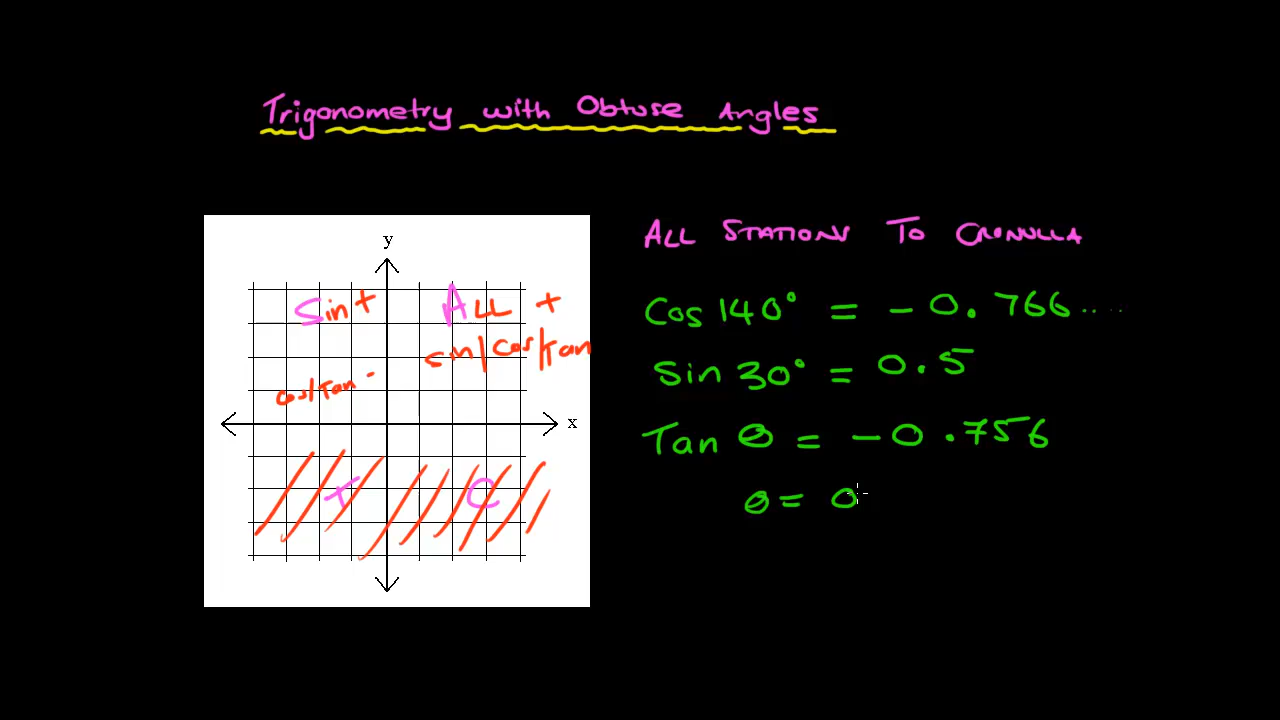 Trigonometry with Obtuse Angles
ALL STATIONS TO CRONULLA
y
Sin +
ALL +
sin/cos/tan
cos/tan -
x
T
C
Cos 140° = -0.766.....
Sin 30° = 0.5
Tan θ = -0.756
θ = 0